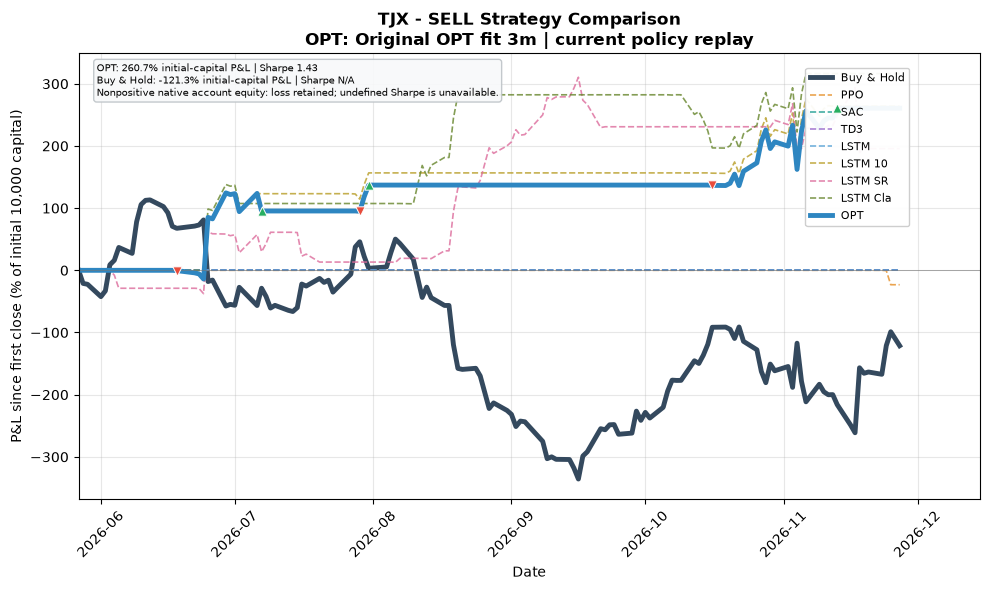 TJX - SELL Strategy Comparison
OPT: Original OPT fit 3m | current policy replay
OPT: 260.7% initial-capital P&L | Sharpe 1.43
Buy & Hold: -121.3% initial-capital P&L | Sharpe N/A
Nonpositive native account equity: loss retained; undefined Sharpe is unavailable.
Buy & Hold
PPO
SAC
TD3
LSTM
LSTM 10
LSTM SR
LSTM Cla
OPT
P&L since first close (% of initial 10,000 capital)
300
200
100
0
−100
−200
−300
2026-06
2026-07
2026-08
2026-09
2026-10
2026-11
2026-12
Date